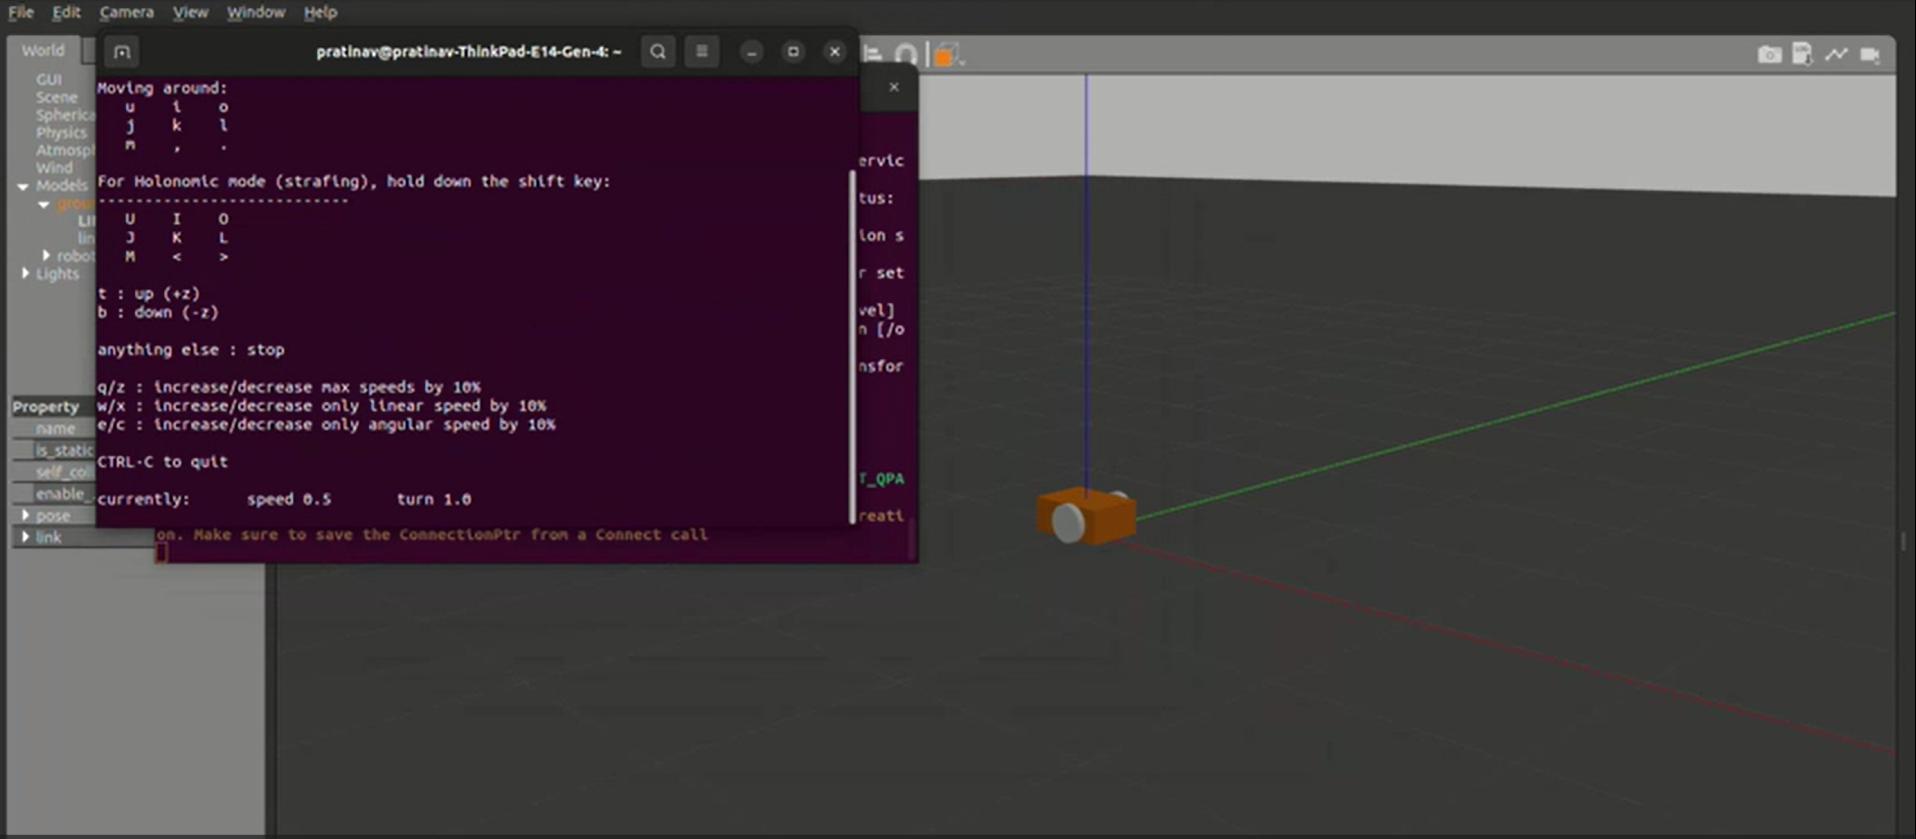 File Edit Camera View Window Help
World
pratinav@pratinav-ThinkPad-E14-Gen-4: ~
GUI
Scene
Spherica
Physics
Atmosph
Wind
Models
groun
LI
lin
robot
Lights
Property
name
is_static
self_coll
enable_
pose
link
Moving around:
u i o
j k l
m , .
For Holonomic mode (strafing), hold down the shift key:
---------------------------
U I O
J K L
M < >
t : up (+z)
b : down (-z)
anything else : stop
q/z : increase/decrease max speeds by 10%
w/x : increase/decrease only linear speed by 10%
e/c : increase/decrease only angular speed by 10%
CTRL-C to quit
currently: speed 0.5 turn 1.0
ervic
tus:
ion s
r set
vel]
n [/o
nsfor
T_QPA
reati
on. Make sure to save the ConnectionPtr from a Connect call